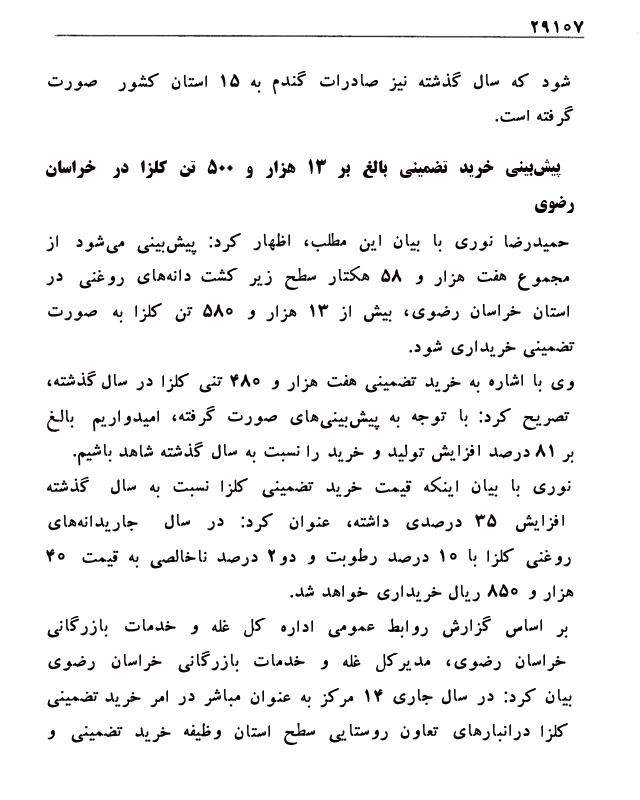 ۲۹۱۰۷
شود که سال گذشته نیز صادرات گندم به ۱۵ استان کشور صورت
گرفته است.
پیش‌بینی خرید تضمینی بالغ بر ۱۳ هزار و ۵۰۰ تن کلزا در خراسان
رضوی
حمیدرضا نوری با بیان این مطلب، اظهار کرد: پیش‌بینی می‌شود از
مجموع هفت هزار و ۵۸ هکتار سطح زیر کشت دانه‌های روغنی در
استان خراسان رضوی، بیش از ۱۳ هزار و ۵۸۰ تن کلزا به صورت
تضمینی خریداری شود.
وی با اشاره به خرید تضمینی هفت هزار و ۴۸۰ تنی کلزا در سال گذشته،
تصریح کرد: با توجه به پیش‌بینی‌های صورت گرفته، امیدواریم بالغ
بر ۸۱ درصد افزایش تولید و خرید را نسبت به سال گذشته شاهد باشیم.
نوری با بیان اینکه قیمت خرید تضمینی کلزا نسبت به سال گذشته
افزایش ۳۵ درصدی داشته، عنوان کرد: در سال جاریدانه‌های
روغنی کلزا با ۱۰ درصد رطوبت و دو۲ درصد ناخالصی به قیمت ۴۰
هزار و ۸۵۰ ریال خریداری خواهد شد.
بر اساس گزارش روابط عمومی اداره کل غله و خدمات بازرگانی
خراسان رضوی، مدیرکل غله و خدمات بازرگانی خراسان رضوی
بیان کرد: در سال جاری ۱۴ مرکز به عنوان مباشر در امر خرید تضمینی
کلزا درانبارهای تعاون روستایی سطح استان وظیفه خرید تضمینی و